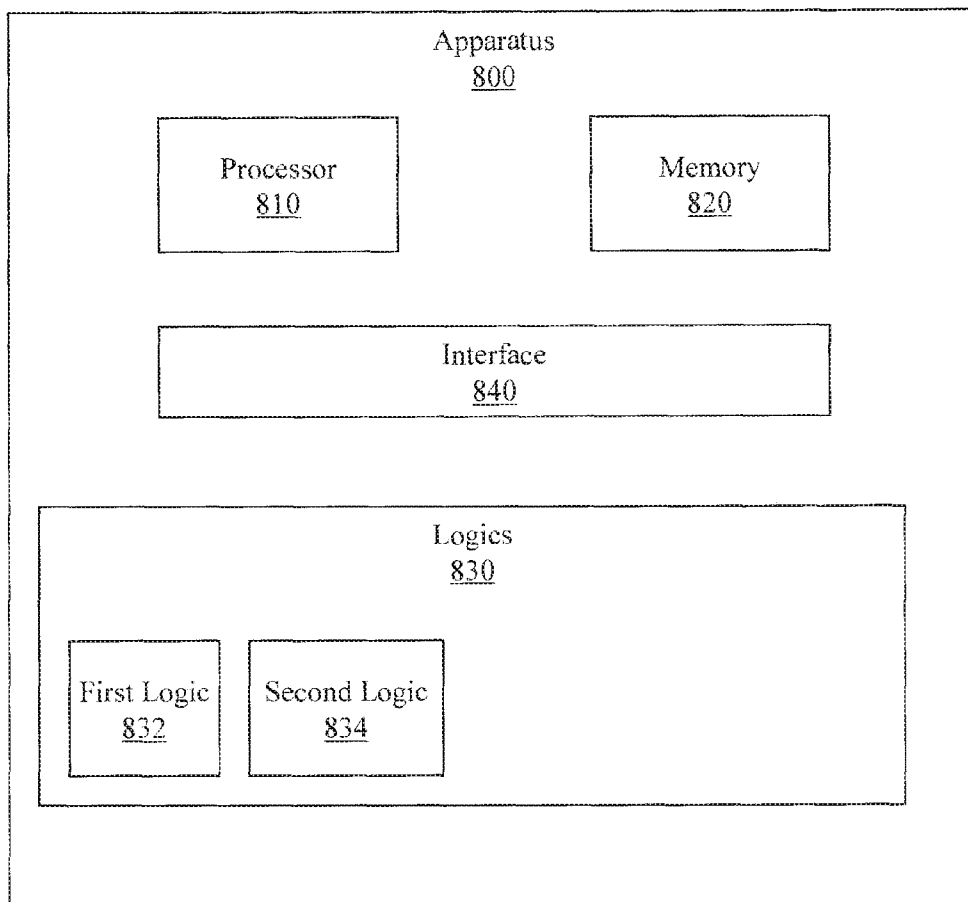 Apparatus
800
Processor
810
Memory
820
Interface
840
Logics
830
First Logic
832
Second Logic
834